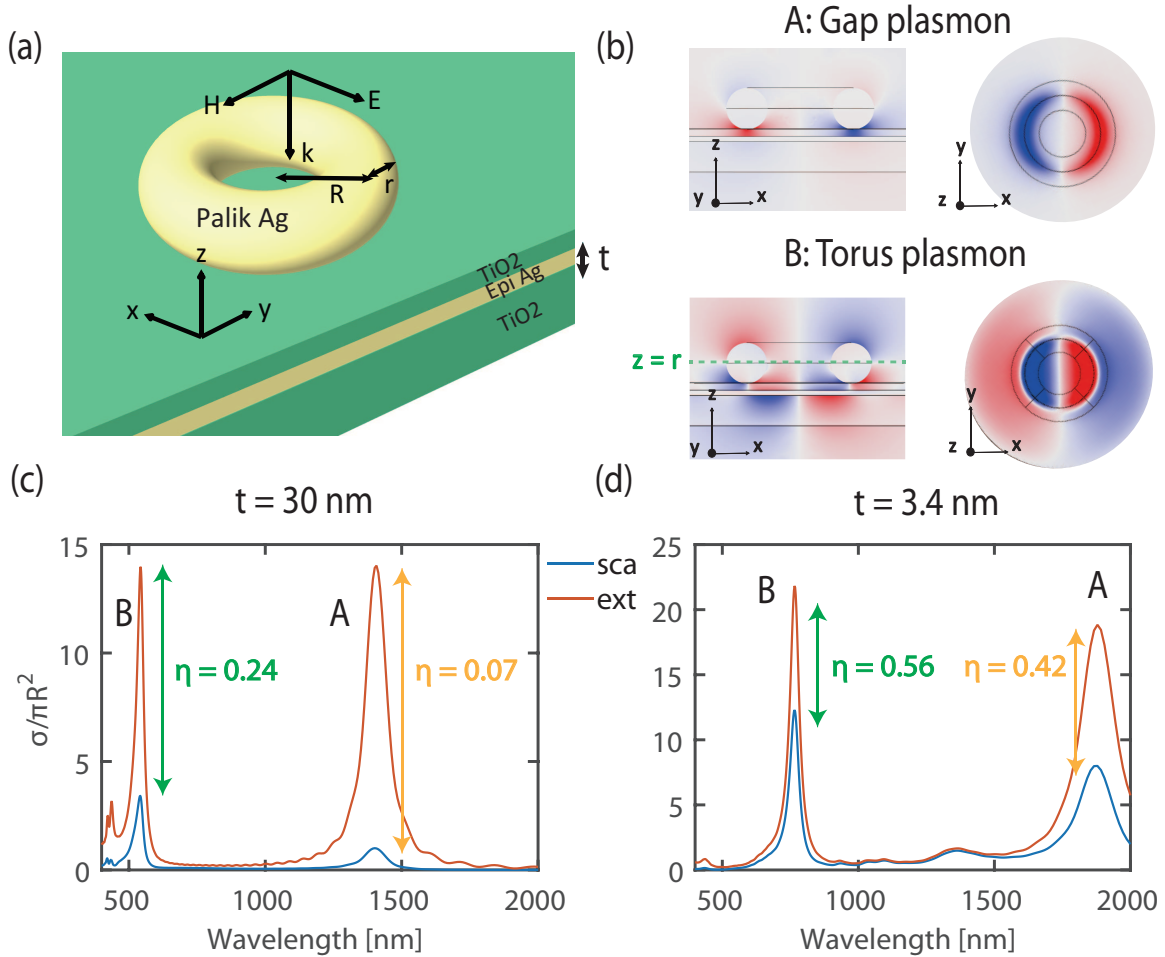 (a)
H
E
k
R
r
Palik Ag
z
x
y
t
TiO2
Epi Ag
TiO2
(b)
A: Gap plasmon
z
y
x
y
z
x
B: Torus plasmon
z = r
z
y
x
y
z
x
(c)
t = 30 nm
15
10
5
0
σ/πR²
B
A
η = 0.24
η = 0.07
500
1000
1500
2000
Wavelength [nm]
sca
ext
(d)
t = 3.4 nm
25
20
15
10
5
0
B
A
η = 0.56
η = 0.42
500
1000
1500
2000
Wavelength [nm]